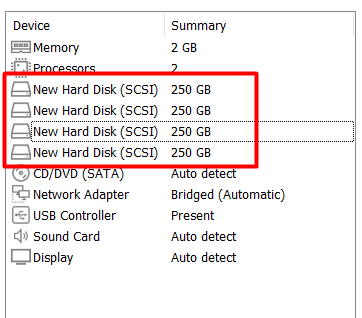 Device Summary
Memory 2 GB
Processors 2
New Hard Disk (SCSI) 250 GB
New Hard Disk (SCSI) 250 GB
New Hard Disk (SCSI) 250 GB
New Hard Disk (SCSI) 250 GB
CD/DVD (SATA) Auto detect
Network Adapter Bridged (Automatic)
USB Controller Present
Sound Card Auto detect
Display Auto detect